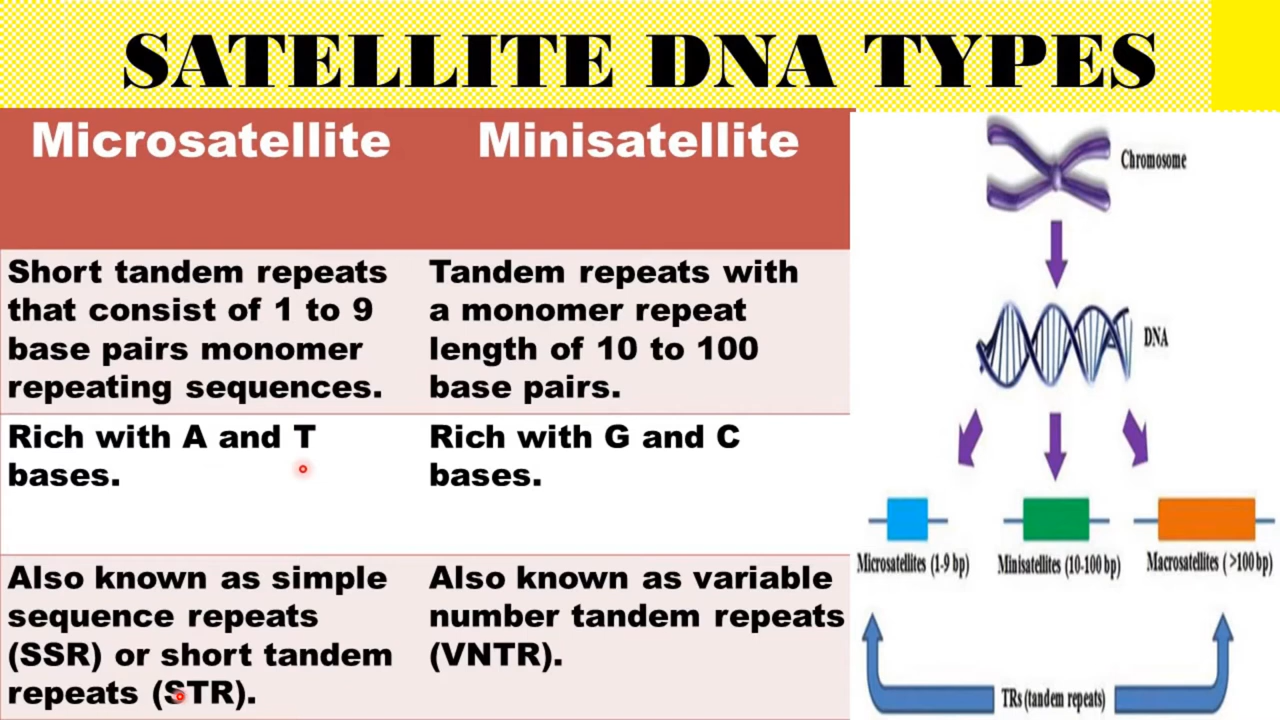 SATELLITE DNA TYPES
Microsatellite
Minisatellite
Short tandem repeats
that consist of 1 to 9
base pairs monomer
repeating sequences.
Tandem repeats with
a monomer repeat
length of 10 to 100
base pairs.
Rich with A and T
bases.
Rich with G and C
bases.
Also known as simple
sequence repeats
(SSR) or short tandem
repeats (STR).
Also known as variable
number tandem repeats
(VNTR).
Chromosome
DNA
Microsatellites (1-9 bp)
Minisatellites (10-100 bp)
Macrosatellites ( >100 bp)
TRs (tandem repeats)